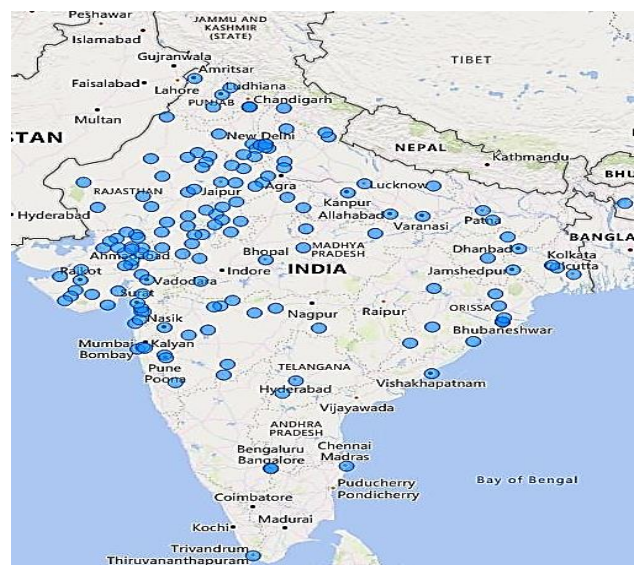 Peshawar
JAMMU AND
KASHMIR
(STATE)
Islamabad
Gujranwala
TIBET
Amritsar
Faisalabad
Lahore
Ludhiana
PUNJAB
Chandigarh
Multan
STAN
New Delhi
NEPAL
Kathmandu
BHU
RAJASTHAN
Jaipur
Agra
Lucknow
Kanpur
Hyderabad
Allahabad
Varanasi
Patna
BANGLA
Ahmadabad
Bhopal
MADHYA
PRADESH
Dhanbad
Kolkata
Calcutta
Rajkot
Indore
INDIA
Jamshedpur
Vadodara
Surat
Nagpur
Raipur
ORISSA
Nasik
Bhubaneshwar
Mumbai
Bombay
Kalyan
Pune
Poona
TELANGANA
Vishakhapatnam
Hyderabad
Vijayawada
ANDHRA
PRADESH
Bengaluru
Bangalore
Chennai
Madras
Bay of Bengal
Puducherry
Pondicherry
Coimbatore
Kochi
Madurai
Trivandrum
Thiruvananthapuram